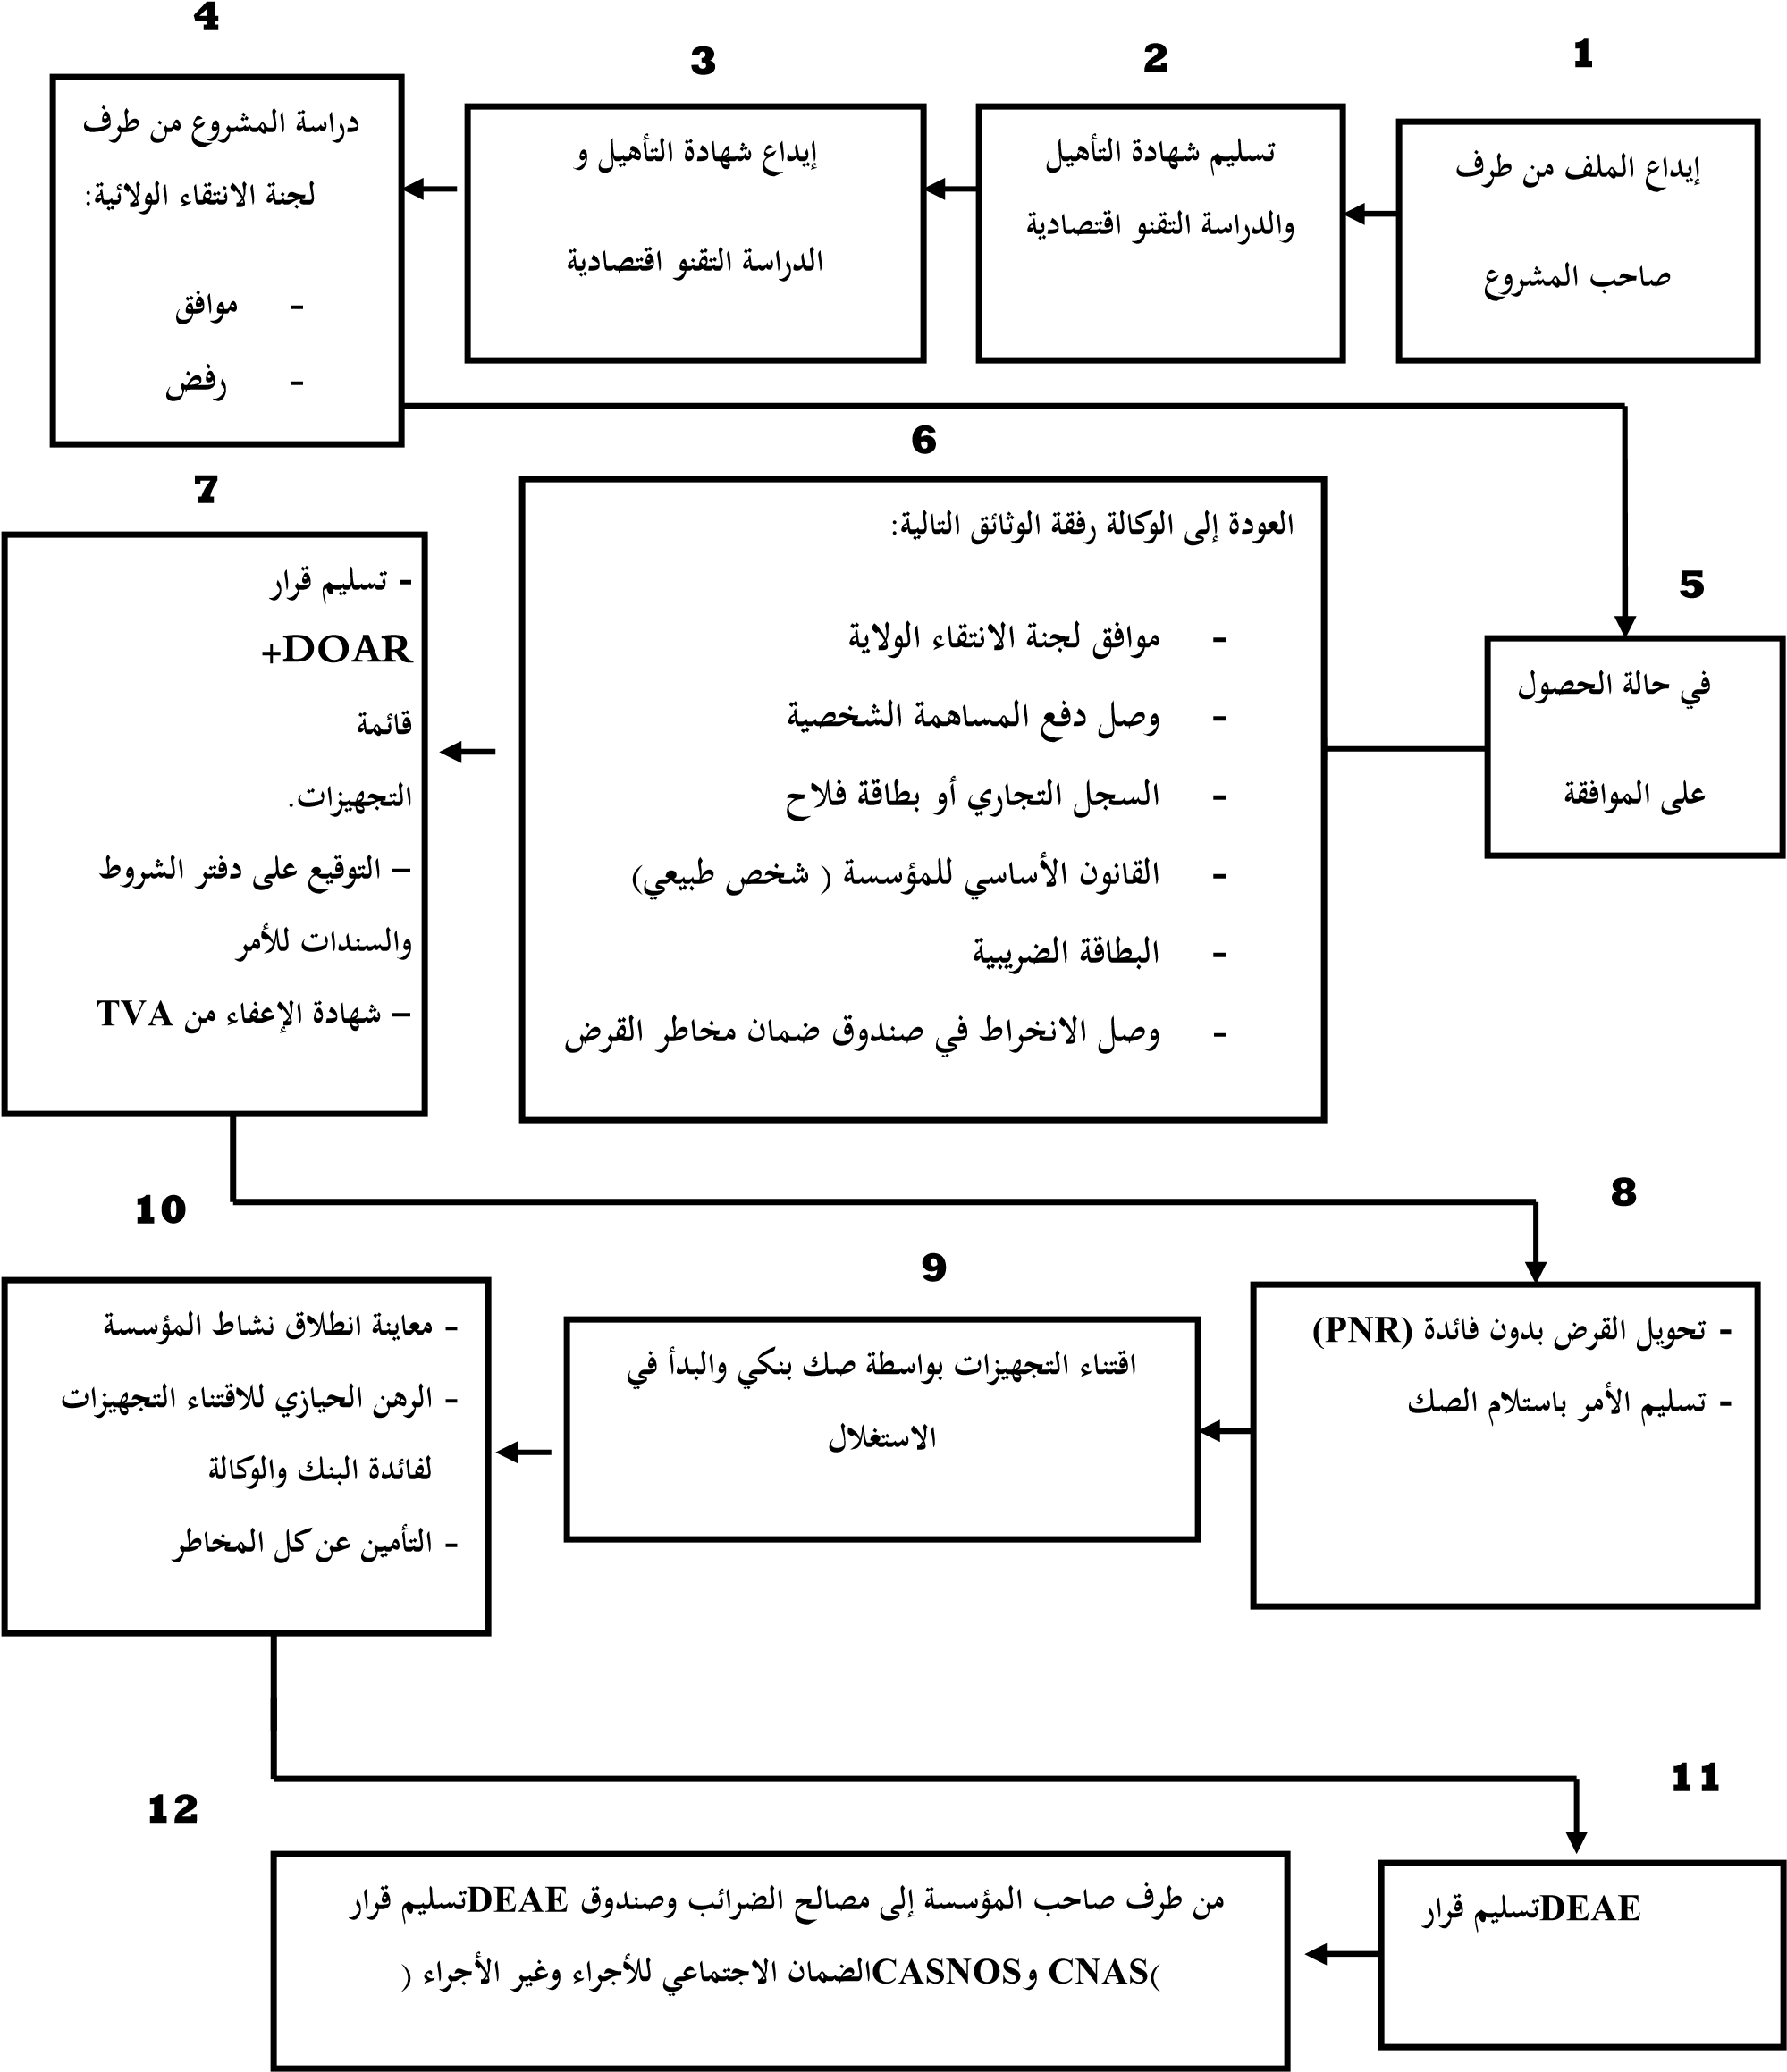 1
إيداع الملف من طرف
صاحب المشروع
2
تسليم شهادة التأهيل
والدراسة التقنو اقتصادية
3
إيداع شهادة التأهيل و
الدراسة التقنو اقتصادية
4
دراسة المشروع من طرف
لجنة الانتقاء الولائية:
- موافق
- رفض
5
في حالة الحصول
على الموافقة
6
العودة إلى الوكالة رفقة الوثائق التالية:
- موافق لجنة الانتقاء الولاية
- وصل دفع المساهمة الشخصية
- السجل التجاري أو بطاقة فلاح
- القانون الأساسي للمؤسسة ( شخص طبيعي)
- البطاقة الضريبية
- وصل الانخراط في صندوق ضمان مخاطر القرض
7
- تسليم قرار
DOAR+
قائمة
التجهيزات.
– التوقيع على دفتر الشروط
والسندات للأمر
– شهادة الإعفاء من TVA
8
- تحويل القرض بدون فائدة (PNR)
- تسليم الأمر باستلام الصك
9
اقتناء التجهيزات بواسطة صك بنكي والبدأ في
الاستغلال
10
- معاينة انطلاق نشاط المؤسسة
- الرهن الحيازي للاقتناء التجهيزات
لفائدة البنك والوكالة
- التأمين عن كل المخاطر
11
DEAEتسليم قرار
12
من طرف صاحب المؤسسة إلى مصالح الضرائب وصندوق DEAEتسليم قرار
)CNAS وCASNOSالضمان الاجتماعي للأجراء وغير الأجراء (